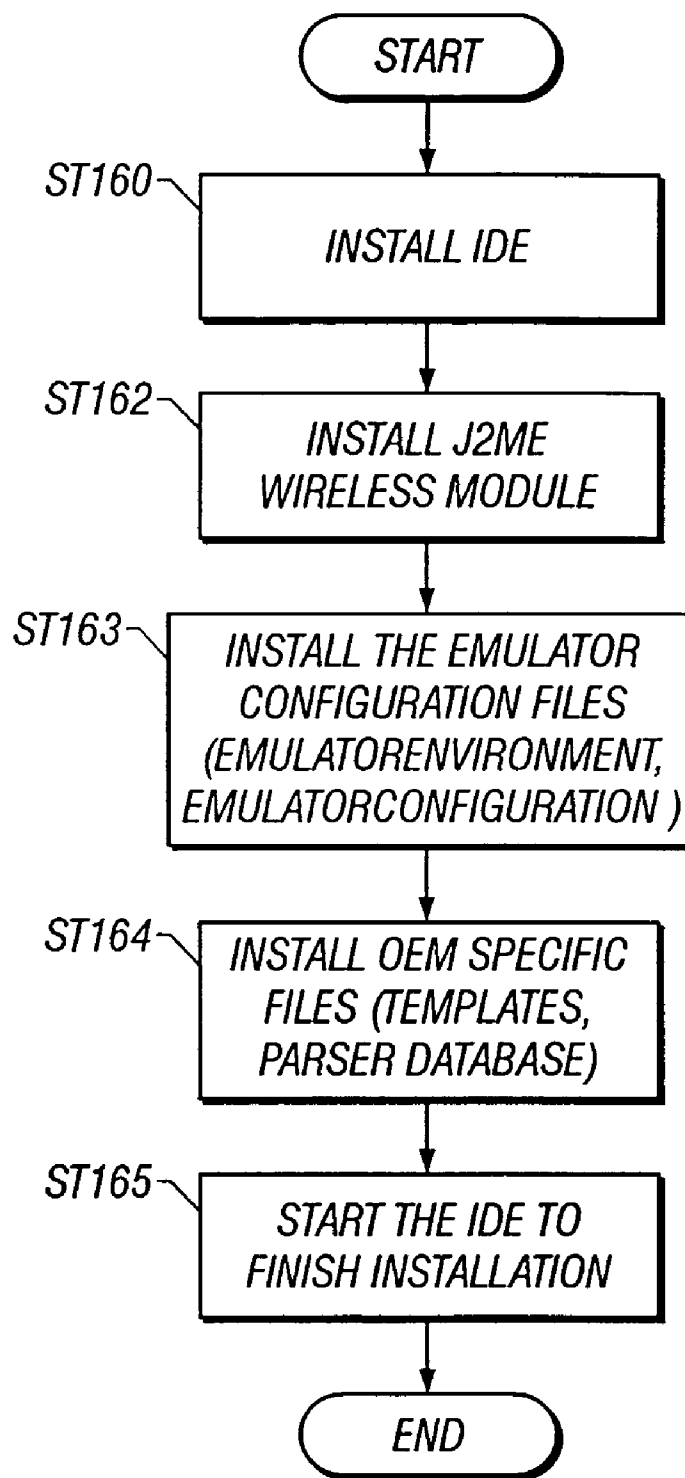 START
ST160
INSTALL IDE
ST162
INSTALL J2ME
WIRELESS MODULE
ST163
INSTALL THE EMULATOR
CONFIGURATION FILES
(EMULATORENVIRONMENT,
EMULATORCONFIGURATION )
ST164
INSTALL OEM SPECIFIC
FILES (TEMPLATES,
PARSER DATABASE)
ST165
START THE IDE TO
FINISH INSTALLATION
END